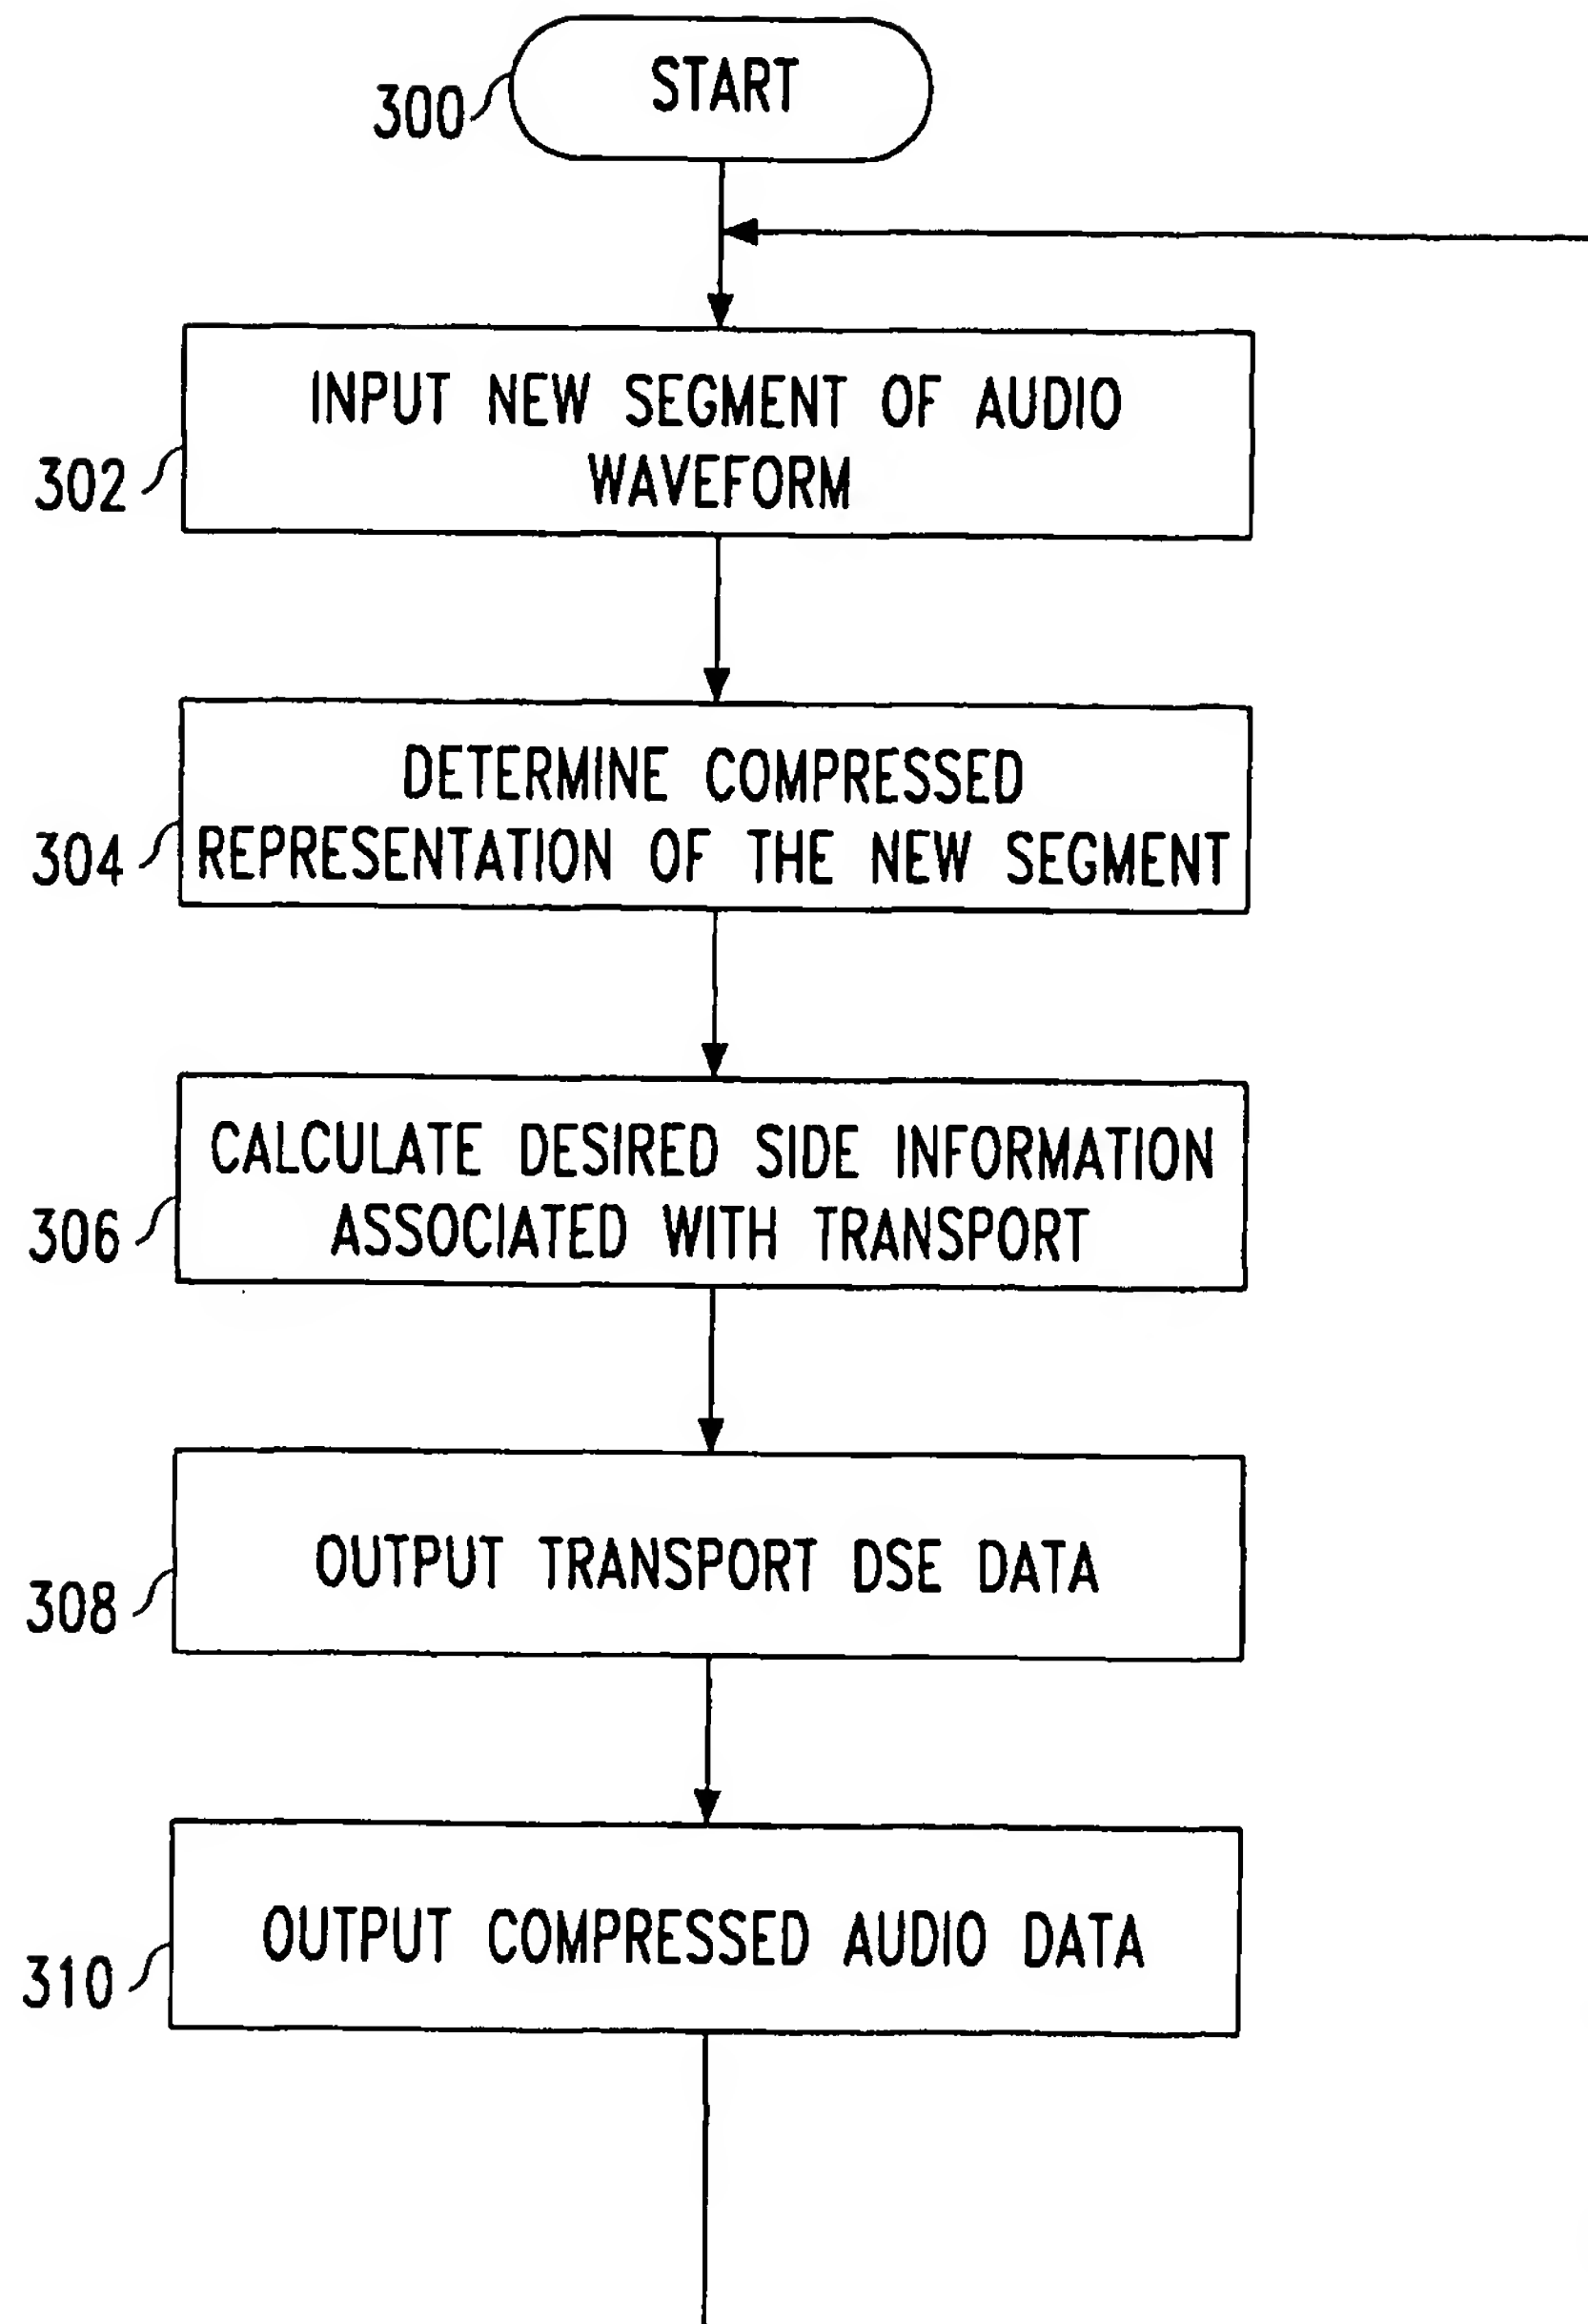 300
START
302
INPUT NEW SEGMENT OF AUDIO
WAVEFORM
304
DETERMINE COMPRESSED
REPRESENTATION OF THE NEW SEGMENT
306
CALCULATE DESIRED SIDE INFORMATION
ASSOCIATED WITH TRANSPORT
308
OUTPUT TRANSPORT DSE DATA
310
OUTPUT COMPRESSED AUDIO DATA